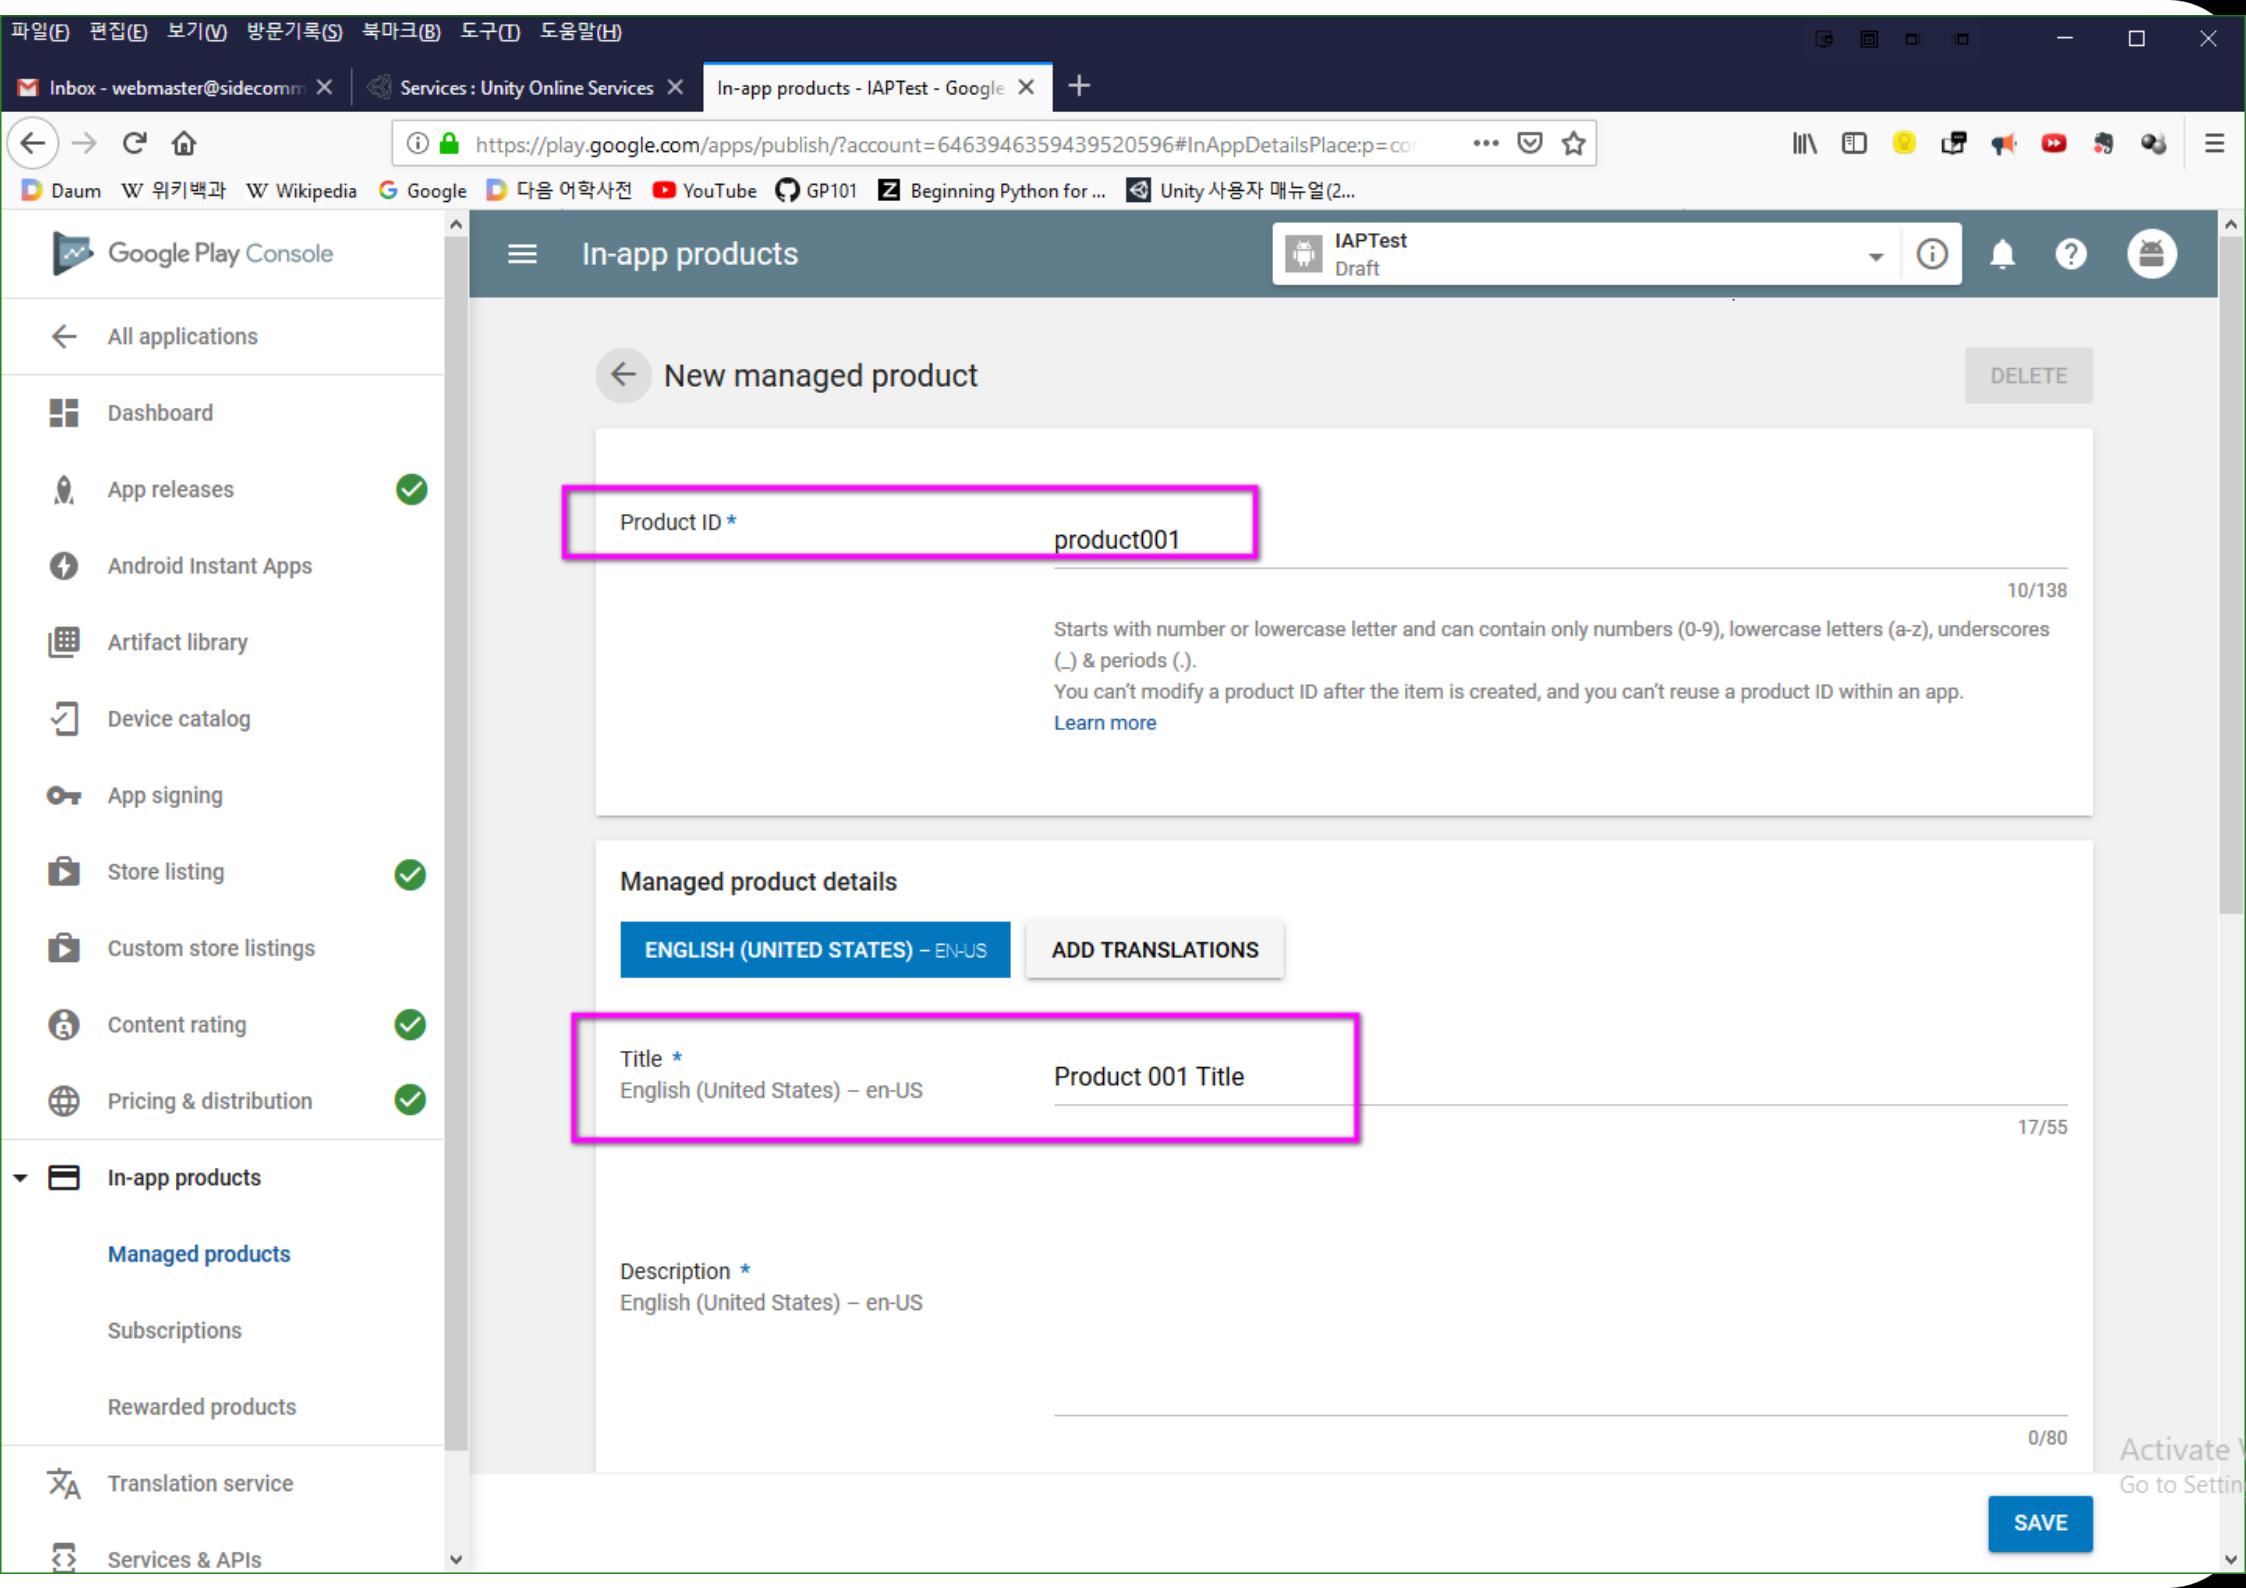 파일(F) 편집(E) 보기(V) 방문기록(S) 북마크(B) 도구(T) 도움말(H)
Inbox - webmaster@sidecomm
Services : Unity Online Services
In-app products - IAPTest - Google
https://play.google.com/apps/publish/?account=6463946359439520596#InAppDetailsPlace:p=co
Daum 위키백과 Wikipedia Google 다음 어학사전 YouTube GP101 Beginning Python for ... Unity 사용자 매뉴얼(2...
Google Play Console
In-app products
IAPTest
Draft
All applications
Dashboard
App releases
Android Instant Apps
Artifact library
Device catalog
App signing
Store listing
Custom store listings
Content rating
Pricing & distribution
In-app products
Managed products
Subscriptions
Rewarded products
Translation service
Services & APIs
New managed product
DELETE
Product ID *
product001
10/138
Starts with number or lowercase letter and can contain only numbers (0-9), lowercase letters (a-z), underscores
(_) & periods (.).
You can't modify a product ID after the item is created, and you can't reuse a product ID within an app.
Learn more
Managed product details
ENGLISH (UNITED STATES) – EN-US
ADD TRANSLATIONS
Title *
English (United States) – en-US
Product 001 Title
17/55
Description *
English (United States) – en-US
0/80
Activate
Go to Settin
SAVE